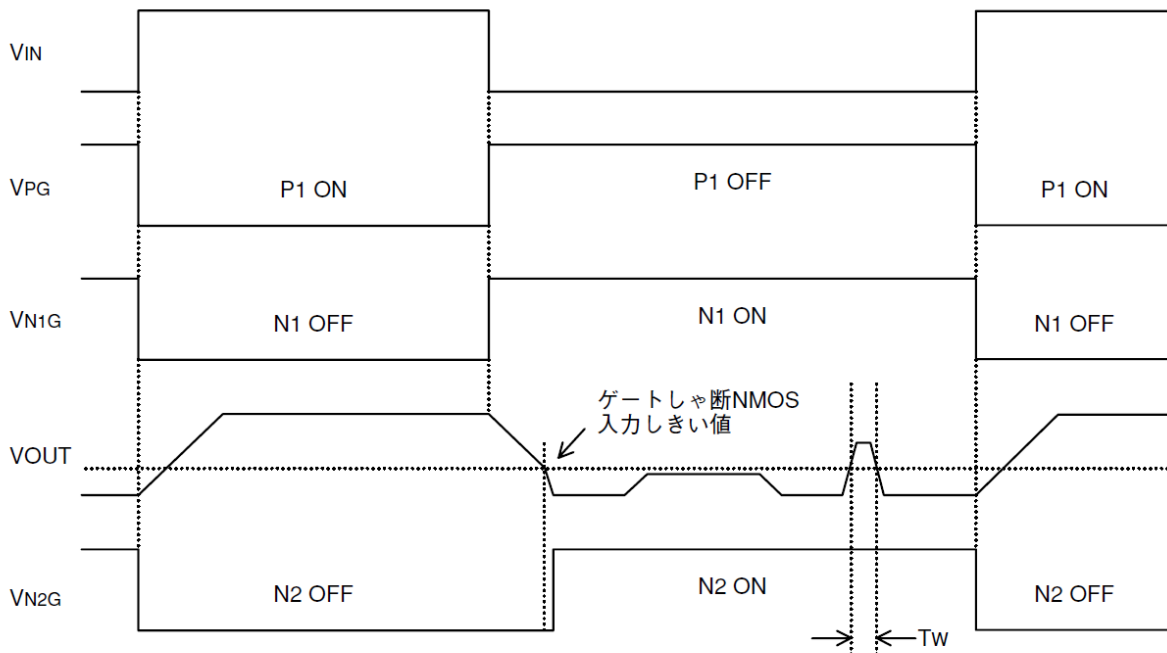 VIN
VPG
P1 ON
P1 OFF
P1 ON
VN1G
N1 OFF
N1 ON
N1 OFF
ゲートしゃ断NMOS
入力しきい値
VOUT
VN2G
N2 OFF
N2 ON
N2 OFF
Tw